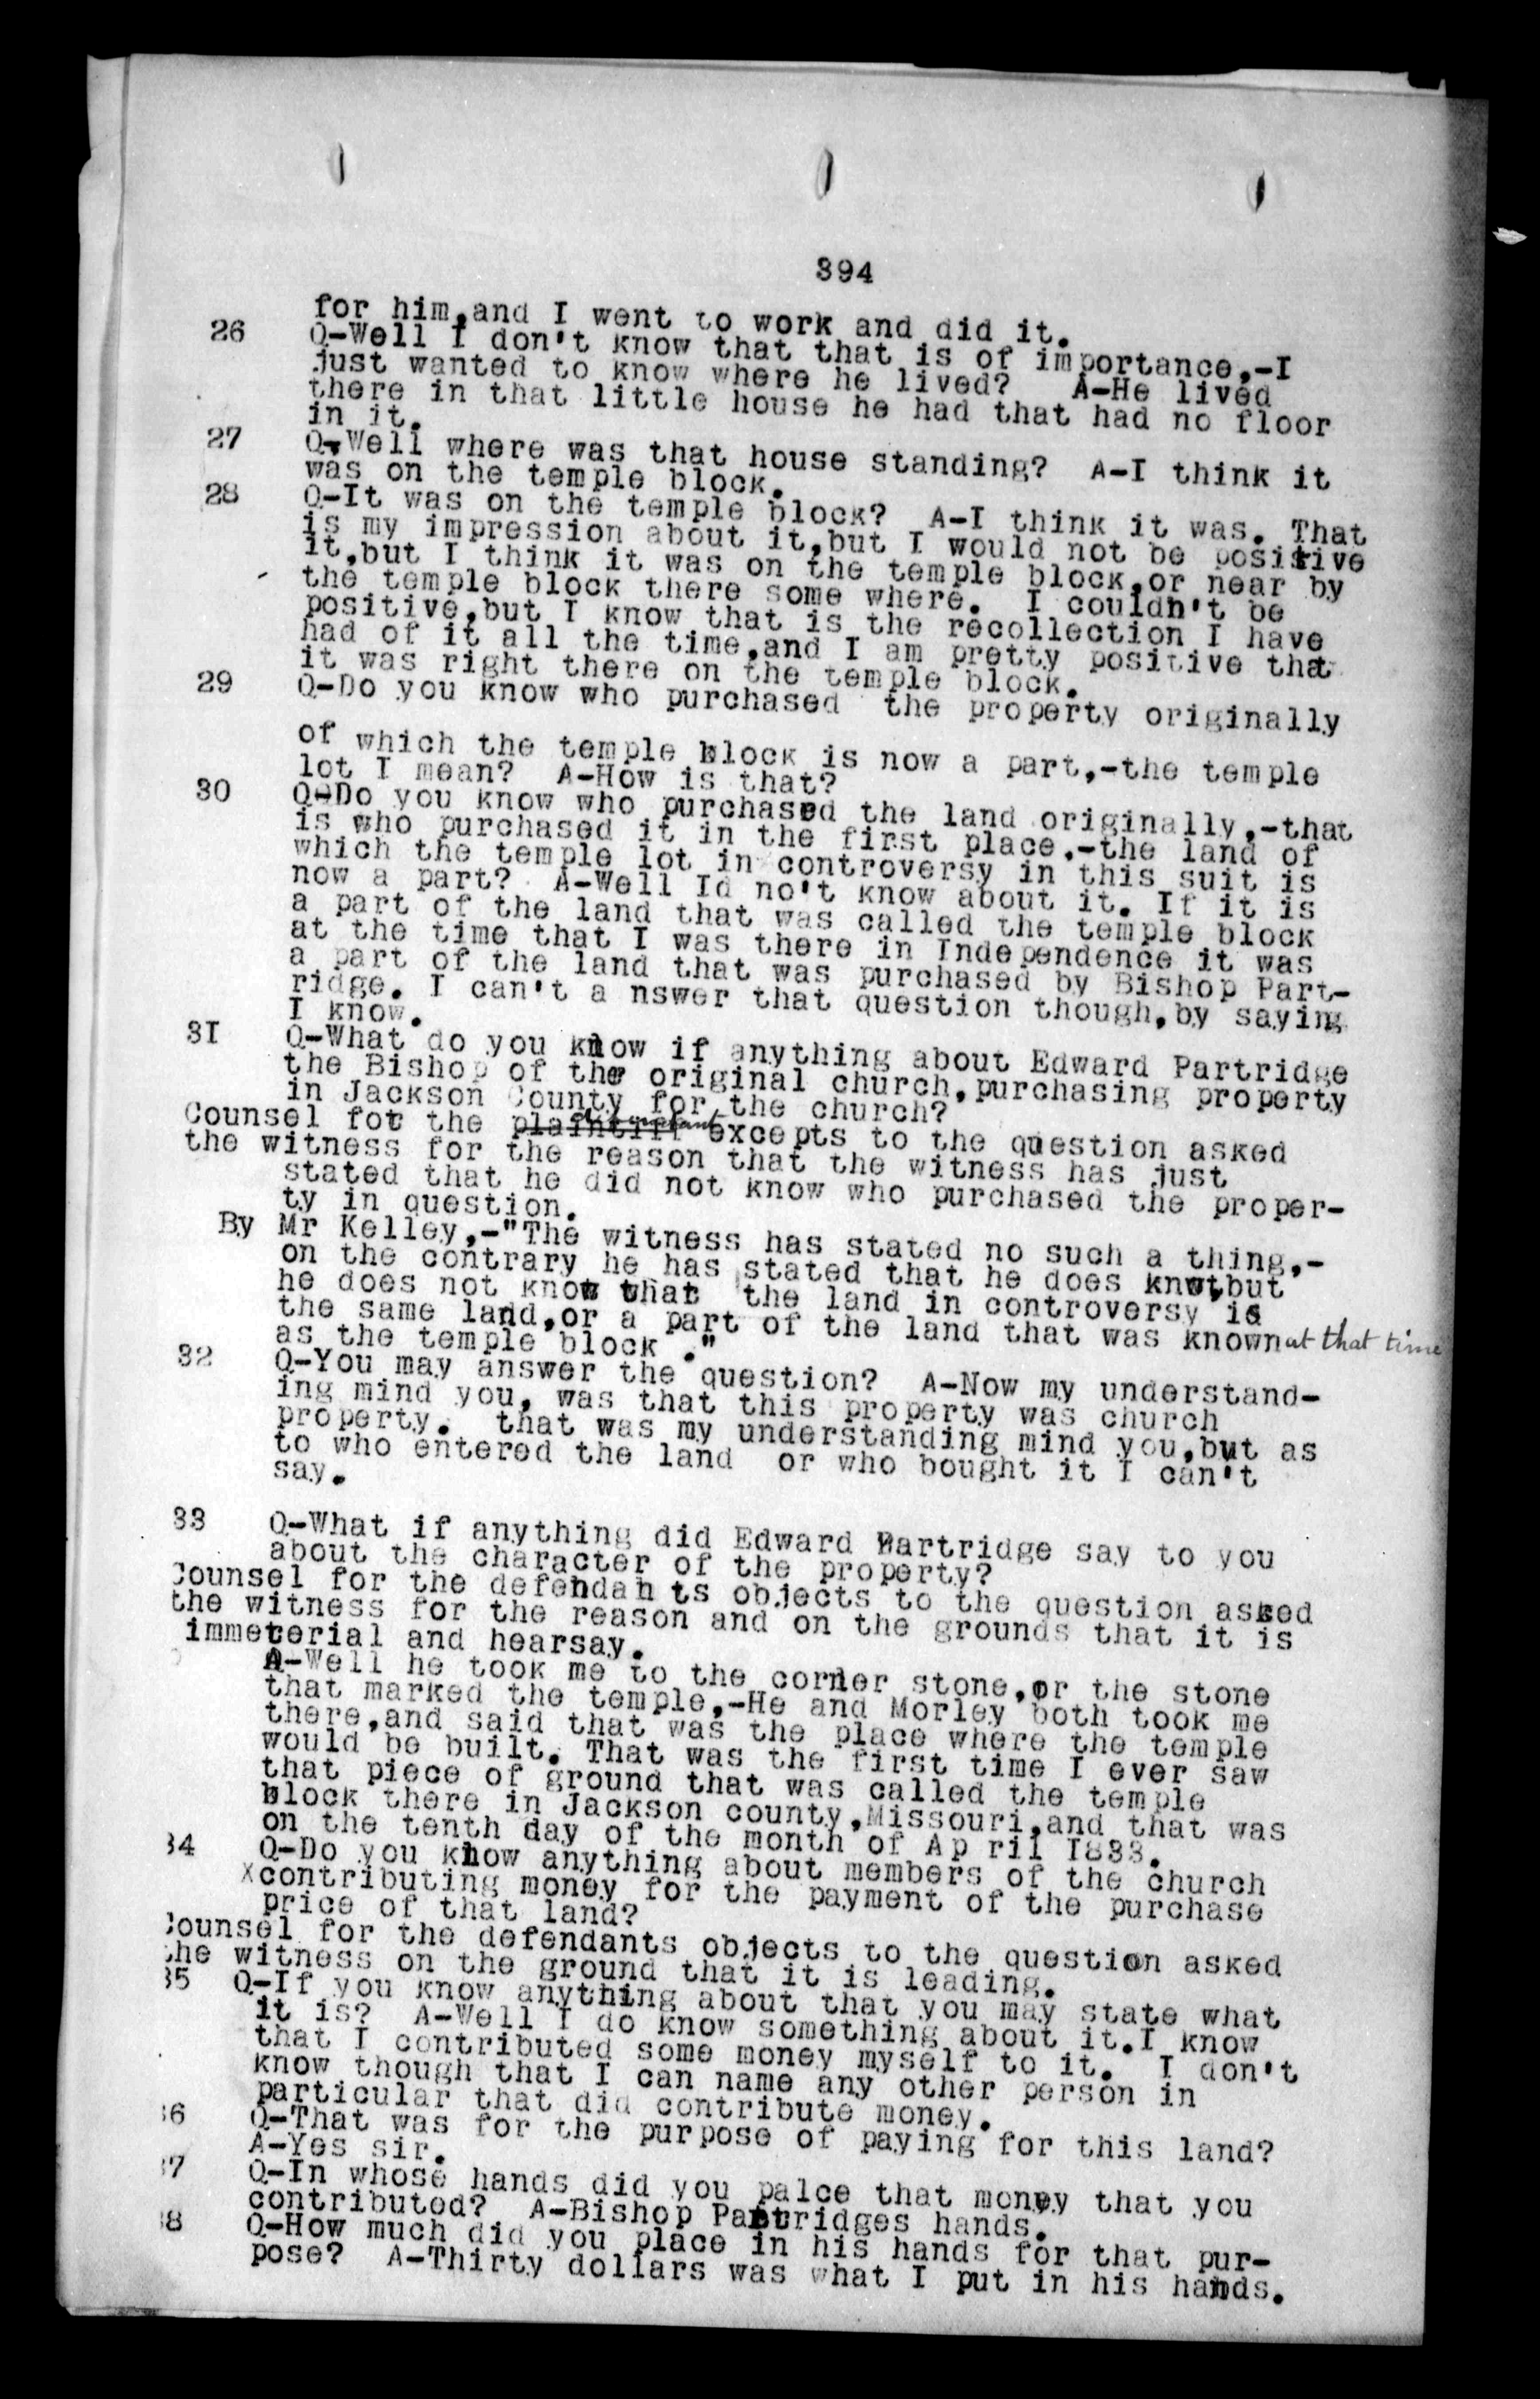 394
for him,and I went to work and did it.
26 Q-Well I don't know that that is of importance,-I
just wanted to know where he lived? A-He lived
there in that little house he had that had no floor
in it.
27 Q-Well where was that house standing? A-I think it
was on the temple block.
28 Q-It was on the temple block? A-I think it was. That
is my impression about it,but I would not be positive
it,but I think it was on the temple block,or near by
the temple block there some where. I couldn't be
positive,but I know that is the recollection I have
had of it all the time,and I am pretty positive that
it was right there on the temple block.
29 Q-Do you know who purchased the property originally
of which the temple block is now a part,-the temple
lot I mean? A-How is that?
30 Q-Do you know who purchased the land originally,-that
is who purchased it in the first place,-the land of
which the temple lot in controversy in this suit is
now a part? A-Well Id no't know about it. If it is
a part of the land that was called the temple block
at the time that I was there in Independence it was
a part of the land that was purchased by Bishop Part-
ridge. I can't a nswer that question though,by saying
I know.
31 Q-What do you know if anything about Edward Partridge
the Bishop of the original church,purchasing property
in Jackson County for the church?
Counsel for the plaintiff defendant excepts to the question asked
the witness for the reason that the witness has just
stated that he did not know who purchased the proper-
ty in question.
By Mr Kelley,-"The witness has stated no such a thing,-
on the contrary he has stated that he does know,but
he does not know that the land in controversy is
the same land,or a part of the land that was known at that time
as the temple block ."
32 Q-You may answer the question? A-Now my understand-
ing mind you, was that this property was church
property. that was my understanding mind you,but as
to who entered the land or who bought it I can't
say.
33 Q-What if anything did Edward Partridge say to you
about the character of the property?
Counsel for the defendan ts objects to the question asked
the witness for the reason and on the grounds that it is
immeterial and hearsay.
A-Well he took me to the corner stone,or the stone
that marked the temple,-He and Morley both took me
there,and said that was the place where the temple
would be built. That was the first time I ever saw
that piece of ground that was called the temple
block there in Jackson county,Missouri,and that was
on the tenth day of the month of Ap ril 1833.
34 Q-Do you know anything about members of the church
Xcontributing money for the payment of the purchase
price of that land?
Counsel for the defendants objects to the question asked
the witness on the ground that it is leading.
35 Q-If you know anything about that you may state what
it is? A-Well I do know something about it.I know
that I contributed some money myself to it. I don't
know though that I can name any other person in
particular that did contribute money.
36 Q-That was for the purpose of paying for this land?
A-Yes sir.
37 Q-In whose hands did you palce that money that you
contributed? A-Bishop Partridges hands.
38 Q-How much did you place in his hands for that pur-
pose? A-Thirty dollars was what I put in his hands.